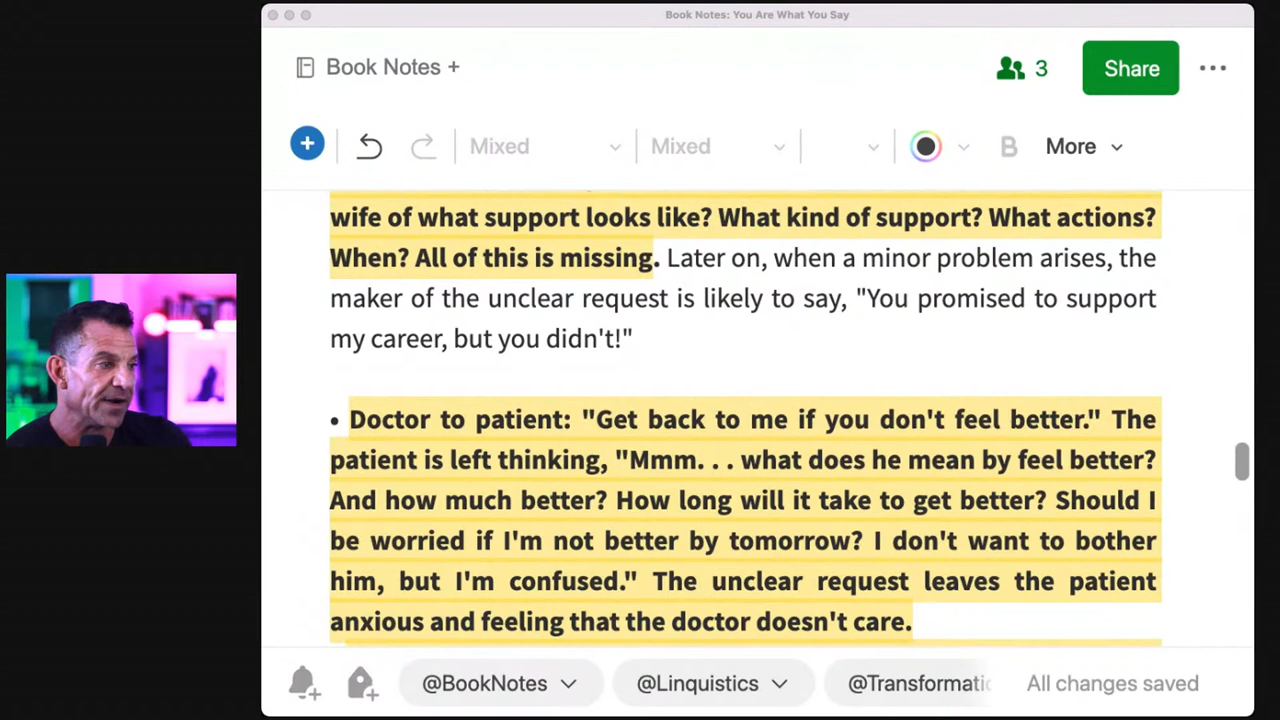 Book Notes: You Are What You Say
Book Notes +
3
Share
Mixed
Mixed
B
More
wife of what support looks like? What kind of support? What actions?
When? All of this is missing. Later on, when a minor problem arises, the
maker of the unclear request is likely to say, "You promised to support
my career, but you didn't!"
• Doctor to patient: "Get back to me if you don't feel better." The
patient is left thinking, "Mmm. . . what does he mean by feel better?
And how much better? How long will it take to get better? Should I
be worried if I'm not better by tomorrow? I don't want to bother
him, but I'm confused." The unclear request leaves the patient
anxious and feeling that the doctor doesn't care.
@BookNotes
@Linquistics
@Transformatic
All changes saved